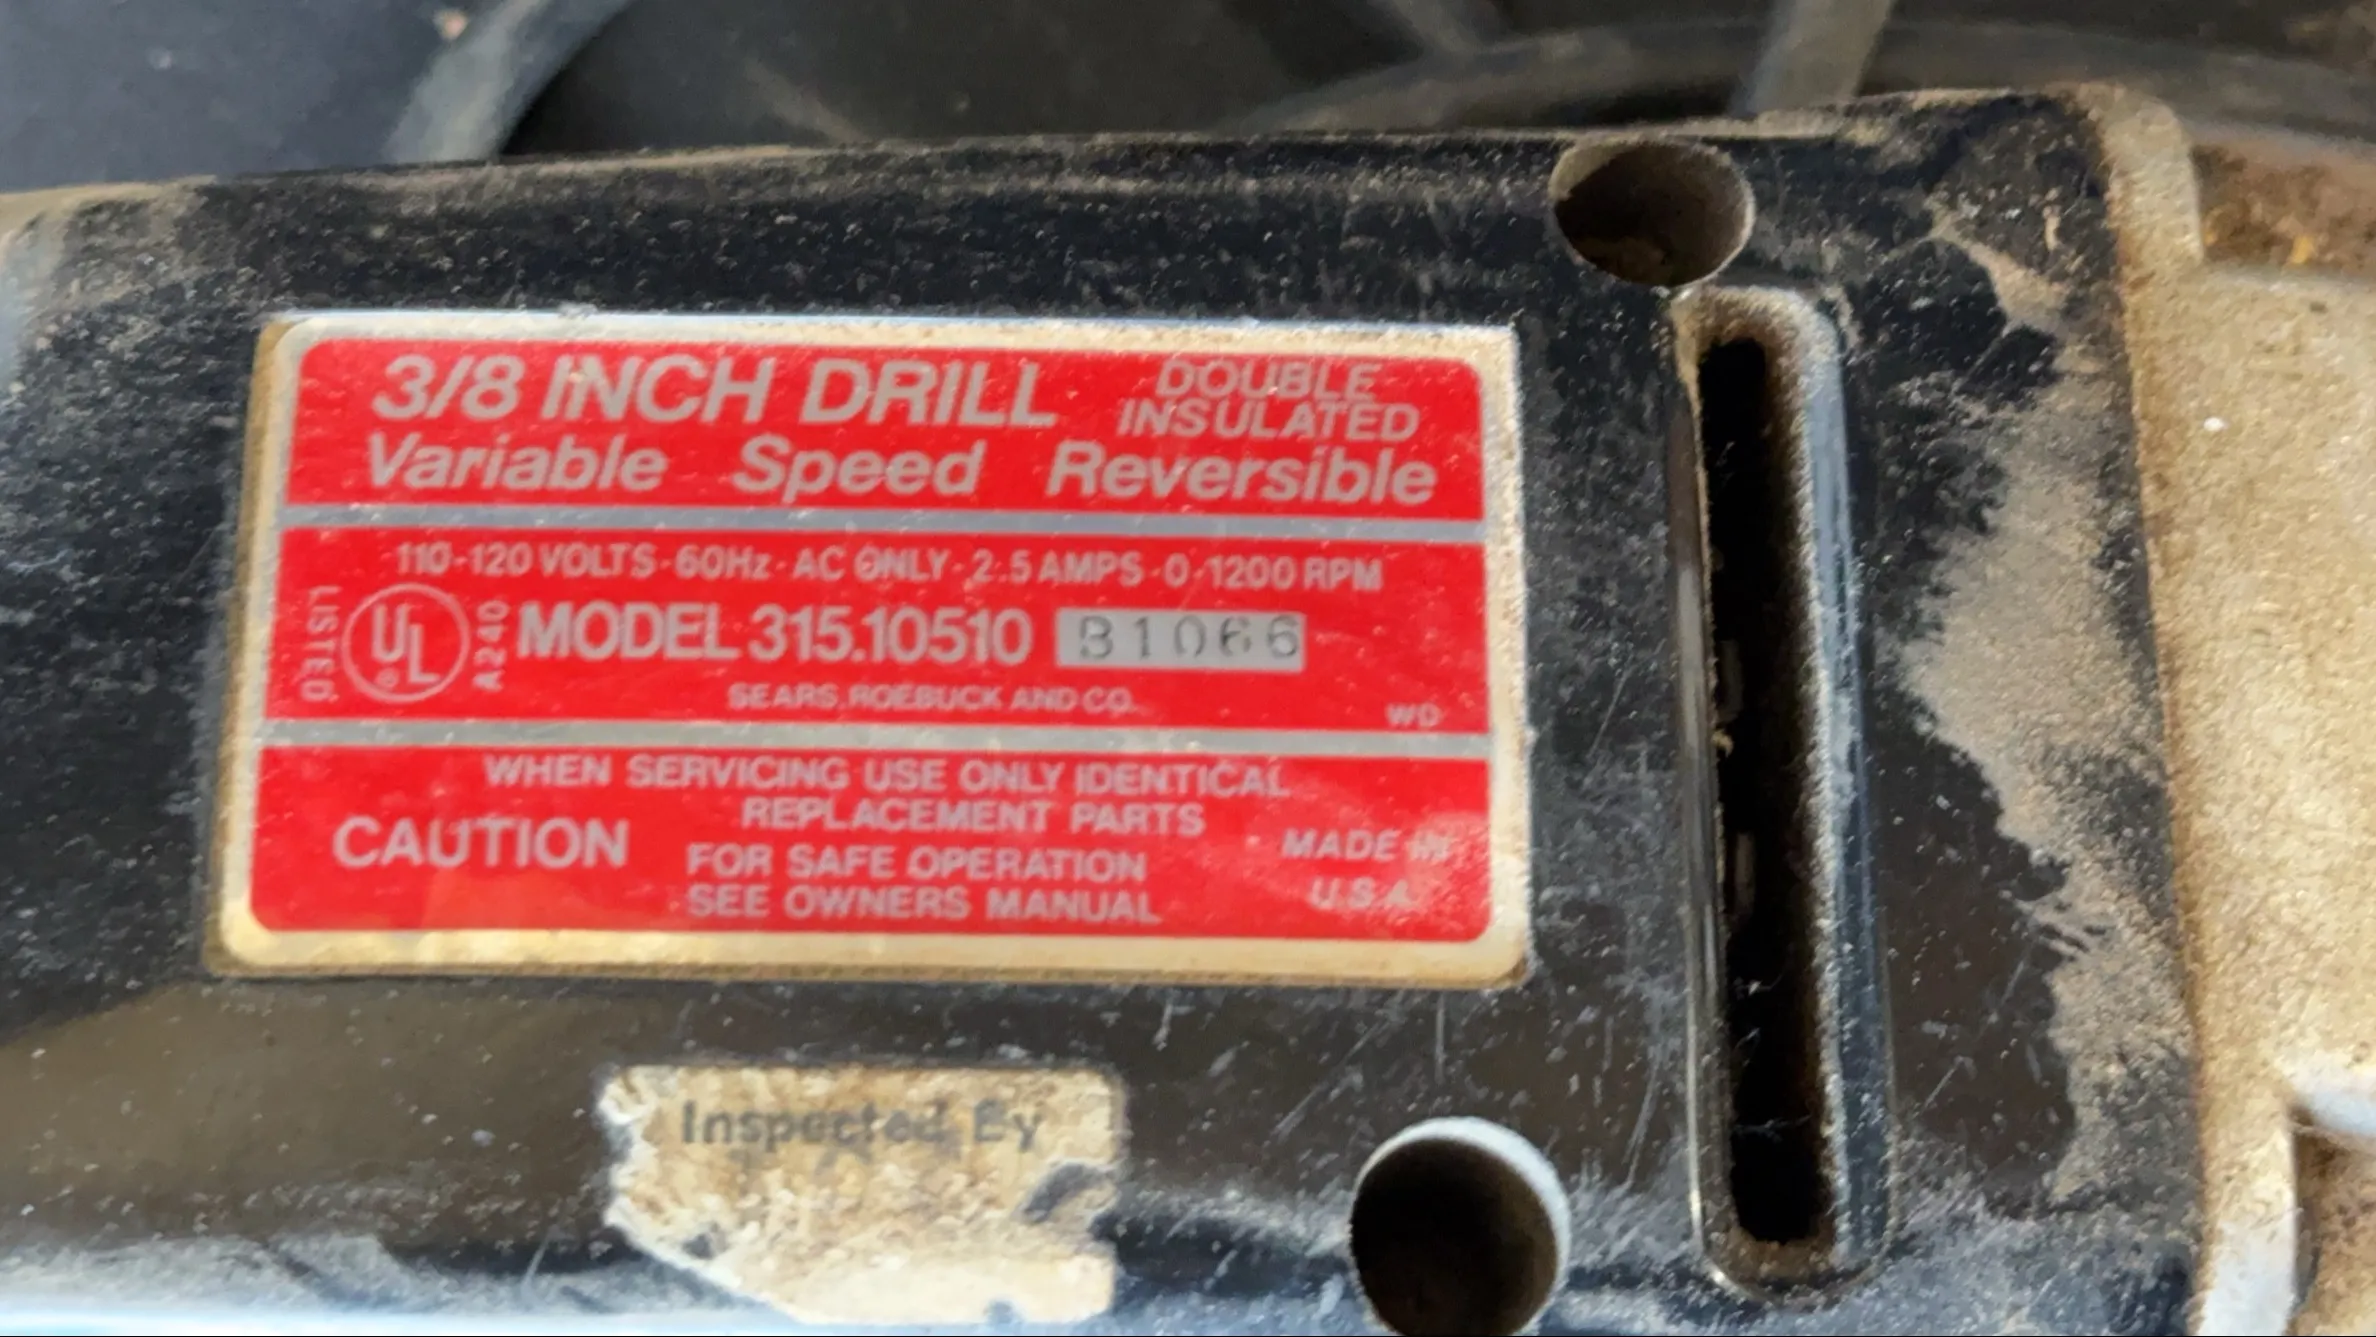 3/8 INCH DRILL DOUBLE INSULATED
Variable Speed Reversible
110-120 VOLTS-60Hz-AC ONLY-2.5 AMPS-0-1200 RPM
LISTED UL ® A240 MODEL 315.10510 B1066
SEARS, ROEBUCK AND CO.
WD
WHEN SERVICING USE ONLY IDENTICAL
REPLACEMENT PARTS
CAUTION FOR SAFE OPERATION
SEE OWNERS MANUAL
MADE IN
U.S.A.
Inspected By